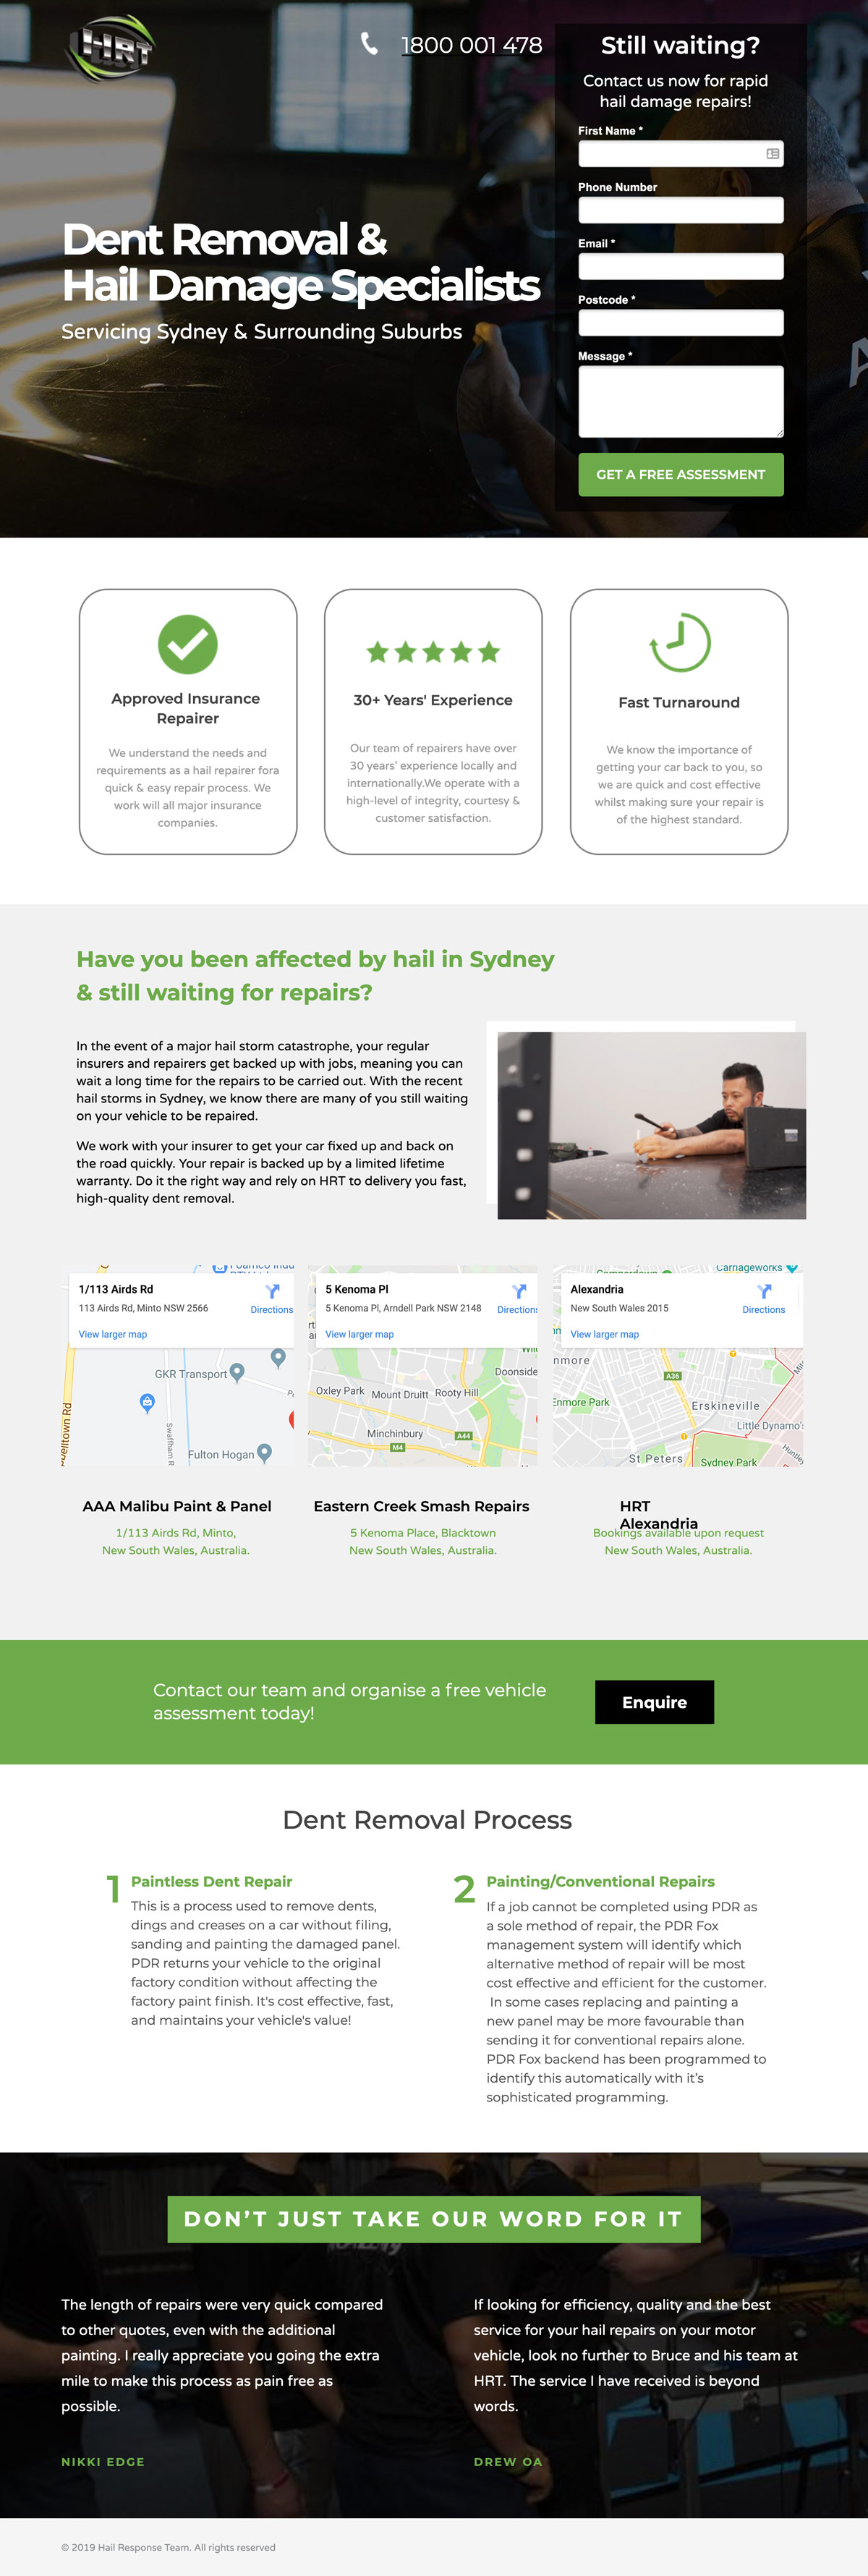 HRT
1800 001 478
Still waiting?
Contact us now for rapid
hail damage repairs!
First Name *
Phone Number
Email *
Postcode *
Message *
GET A FREE ASSESSMENT
Dent Removal &
Hail Damage Specialists
Servicing Sydney & Surrounding Suburbs
Approved Insurance
Repairer
We understand the needs and
requirements as a hail repairer fora
quick & easy repair process. We
work will all major insurance
companies.
30+ Years' Experience
Our team of repairers have over
30 years' experience locally and
internationally.We operate with a
high-level of integrity, courtesy &
customer satisfaction.
Fast Turnaround
We know the importance of
getting your car back to you, so
we are quick and cost effective
whilst making sure your repair is
of the highest standard.
Have you been affected by hail in Sydney
& still waiting for repairs?
In the event of a major hail storm catastrophe, your regular
insurers and repairers get backed up with jobs, meaning you can
wait a long time for the repairs to be carried out. With the recent
hail storms in Sydney, we know there are many of you still waiting
on your vehicle to be repaired.
We work with your insurer to get your car fixed up and back on
the road quickly. Your repair is backed up by a limited lifetime
warranty. Do it the right way and rely on HRT to delivery you fast,
high-quality dent removal.
1/113 Airds Rd
113 Airds Rd, Minto NSW 2566
Directions
View larger map
GKR Transport
Swaffham R
Fulton Hogan
5 Kenoma Pl
5 Kenoma Pl, Arndell Park NSW 2148
Directions
View larger map
Doonside
Oxley Park
Mount Druitt
Rooty Hill
Minchinbury
A44
M4
Carriageworks
Alexandria
New South Wales 2015
Directions
View larger map
nmore
A36
Enmore Park
Erskineville
Little Dynamo's
St Peters
Sydney Park
Huntley
AAA Malibu Paint & Panel
1/113 Airds Rd, Minto,
New South Wales, Australia.
Eastern Creek Smash Repairs
5 Kenoma Place, Blacktown
New South Wales, Australia.
HRT
Alexandria
Bookings available upon request
New South Wales, Australia.
Contact our team and organise a free vehicle
assessment today!
Enquire
Dent Removal Process
1
Paintless Dent Repair
This is a process used to remove dents,
dings and creases on a car without filing,
sanding and painting the damaged panel.
PDR returns your vehicle to the original
factory condition without affecting the
factory paint finish. It's cost effective, fast,
and maintains your vehicle's value!
2
Painting/Conventional Repairs
If a job cannot be completed using PDR as
a sole method of repair, the PDR Fox
management system will identify which
alternative method of repair will be most
cost effective and efficient for the customer.
In some cases replacing and painting a
new panel may be more favourable than
sending it for conventional repairs alone.
PDR Fox backend has been programmed to
identify this automatically with it’s
sophisticated programming.
DON’T JUST TAKE OUR WORD FOR IT
The length of repairs were very quick compared
to other quotes, even with the additional
painting. I really appreciate you going the extra
mile to make this process as pain free as
possible.
NIKKI EDGE
If looking for efficiency, quality and the best
service for your hail repairs on your motor
vehicle, look no further to Bruce and his team at
HRT. The service I have received is beyond
words.
DREW OA
© 2019 Hail Response Team. All rights reserved